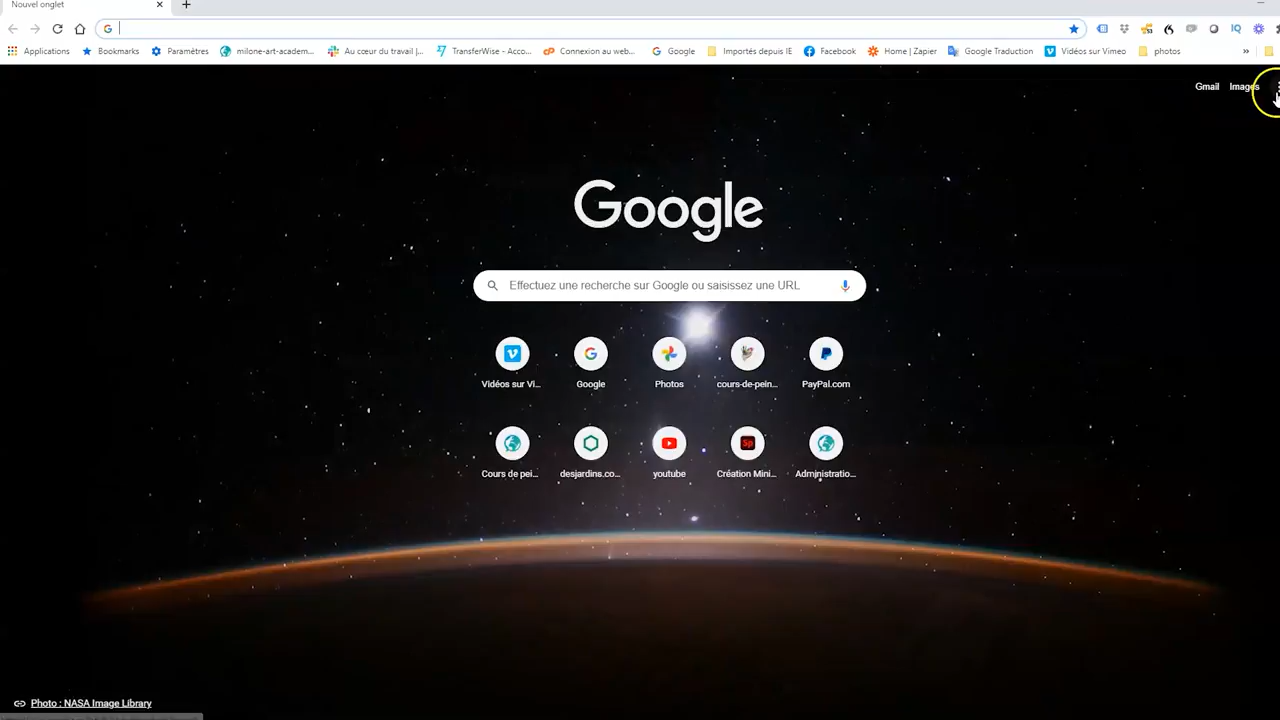 Nouvel onglet
Applications
Bookmarks
Paramètres
milone-art-academ...
Au cœur du travail |...
TransferWise - Acco...
Connexion au web...
Google
Importés depuis IE
Facebook
Home | Zapier
Google Traduction
Vidéos sur Vimeo
photos
Gmail
Images
Google
Effectuez une recherche sur Google ou saisissez une URL
Vidéos sur Vi...
Google
Photos
cours-de-pein...
PayPal.com
Cours de pei...
desjardins.co...
youtube
Création Mini...
Administratio...
Photo : NASA Image Library